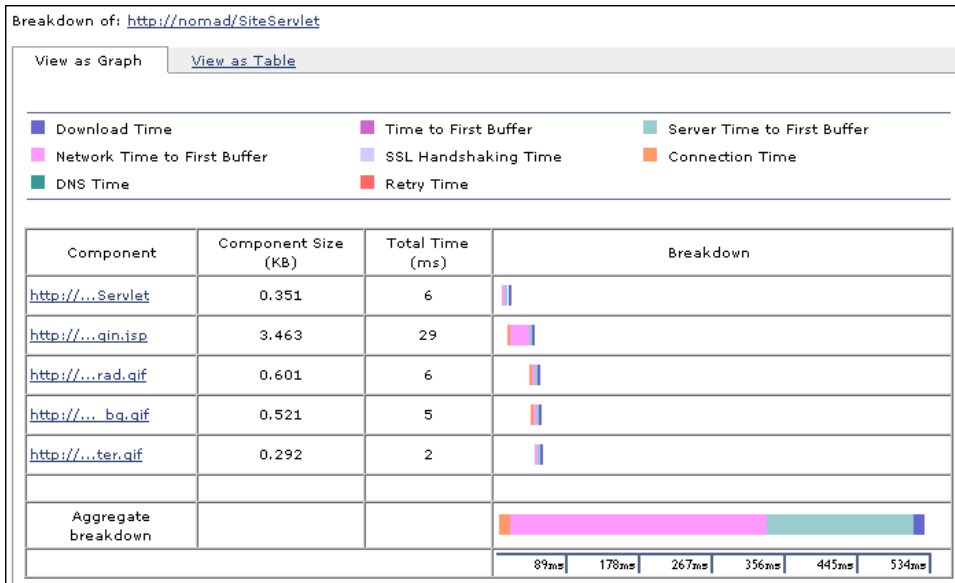 Breakdown of: http://nomad/SiteServlet
View as Graph View as Table
Download Time Time to First Buffer Server Time to First Buffer
Network Time to First Buffer SSL Handshaking Time Connection Time
DNS Time Retry Time
Component Component Size (KB) Total Time (ms) Breakdown
http://...Servlet 0.351 6
http://...gin.jsp 3.463 29
http://...rad.gif 0.601 6
http://... bg.gif 0.521 5
http://...ter.gif 0.292 2
Aggregate breakdown
89ms 178ms 267ms 356ms 445ms 534ms